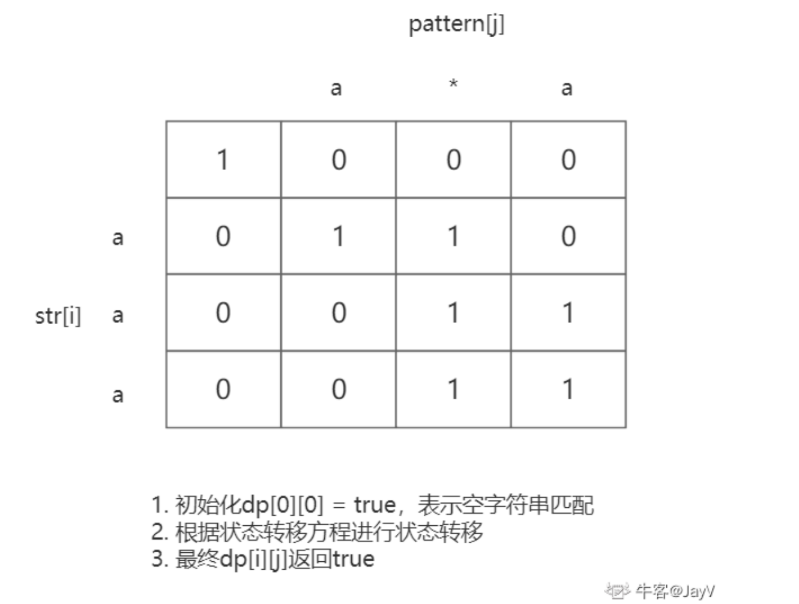 pattern[j]
a * a
1 0 0 0
a 0 1 1 0
str[i] a 0 0 1 1
a 0 0 1 1
1. 初始化dp[0][0] = true，表示空字符串匹配
2. 根据状态转移方程进行状态转移
3. 最终dp[i][j]返回true
牛客@JayV